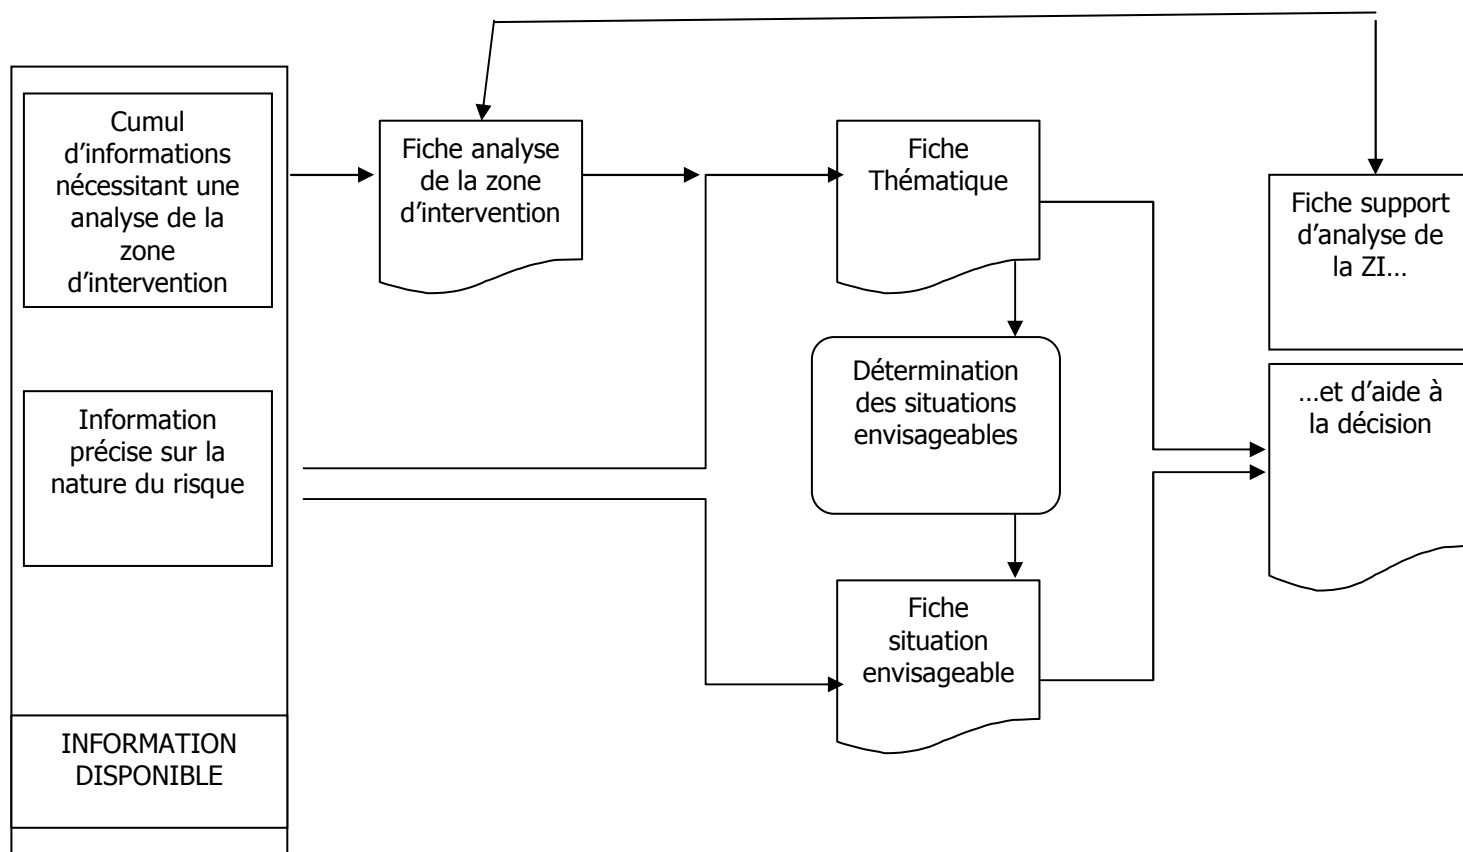 Cumul
d’informations
nécessitant une
analyse de la
zone
d’intervention
Information
précise sur la
nature du risque
INFORMATION
DISPONIBLE
Fiche analyse
de la zone
d’intervention
Fiche
Thématique
Détermination
des situations
envisageables
Fiche
situation
envisageable
Fiche support
d’analyse de
la ZI…
…et d’aide à
la décision